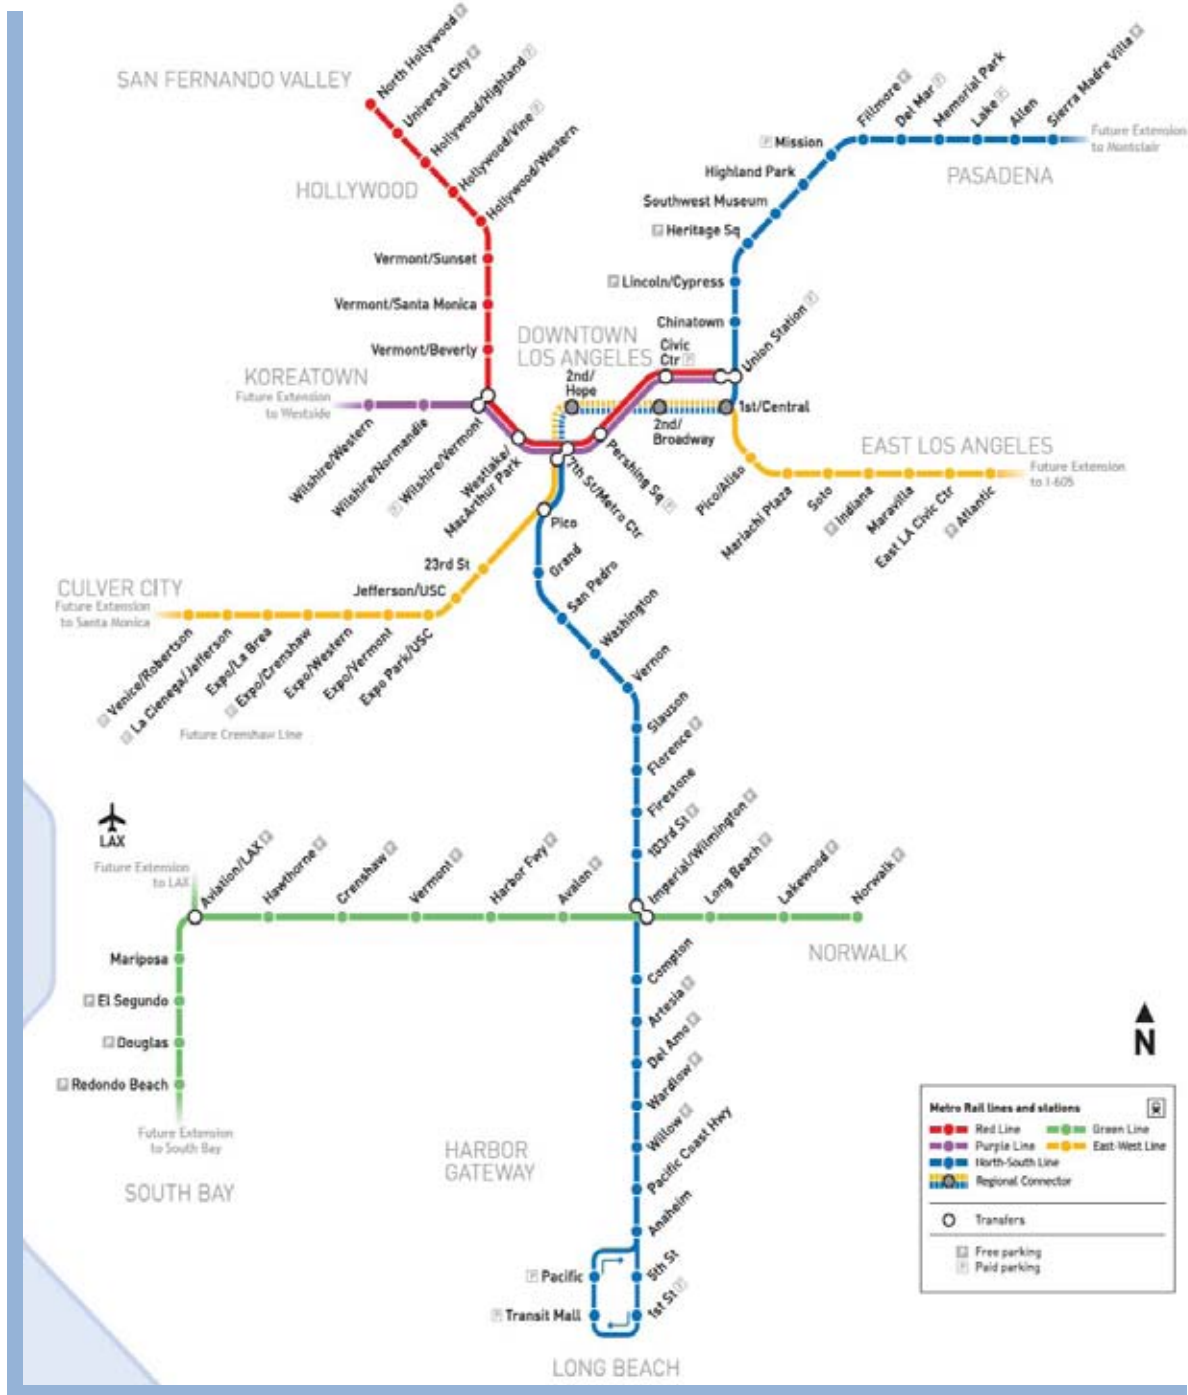 SAN FERNANDO VALLEY
North Hollywood P
Universal City P
Hollywood/Highland P
Hollywood/Vine P
Hollywood/Western
HOLLYWOOD
Vermont/Sunset
Vermont/Santa Monica
Vermont/Beverly
Fillmore P
Del Mar P
Memorial Park
Lake P
Allen
Sierra Madre Villa P
Future Extension
to Montclair
PASADENA
P Mission
Highland Park
Southwest Museum
P Heritage Sq
P Lincoln/Cypress
Chinatown
Union Station P
DOWNTOWN
LOS ANGELES
Civic
Ctr P
2nd/
Hope
2nd/
Broadway
1st/Central
KOREATOWN
Future Extension
to Westside
Wilshire/Western
Wilshire/Normandie
P Wilshire/Vermont
Westlake/
MacArthur Park
7th St/Metro Ctr
Pershing Sq P
EAST LOS ANGELES
Future Extension
to I-605
Pico/Aliso
Mariachi Plaza
Soto
P Indiana
Maravilla
East LA Civic Ctr
P Atlantic
Pico
23rd St
Jefferson/USC
CULVER CITY
Future Extension
to Santa Monica
P Venice/Robertson
P La Cienega/Jefferson
Expo/La Brea
P Expo/Crenshaw
Expo/Western
Expo/Vermont
Expo Park/USC
Future Crenshaw Line
Grand
San Pedro
Washington
Vernon
Slauson
Florence P
Firestone
103rd St P
Imperial/Wilmington P
LAX
Future Extension
to LAX
Aviation/LAX P
Hawthorne P
Crenshaw P
Vermont P
Harbor Fwy P
Avalon P
Long Beach P
Lakewood P
Norwalk P
NORWALK
Mariposa
P El Segundo
P Douglas
P Redondo Beach
Future Extension
to South Bay
SOUTH BAY
Compton
Artesia P
Del Amo P
Wardlow P
Willow P
Pacific Coast Hwy
Anaheim
HARBOR
GATEWAY
5th St
1st St P
P Pacific
P Transit Mall
LONG BEACH
N
Metro Rail lines and stations
Red Line
Green Line
Purple Line
East-West Line
North-South Line
Regional Connector
Transfers
P Free parking
P Paid parking